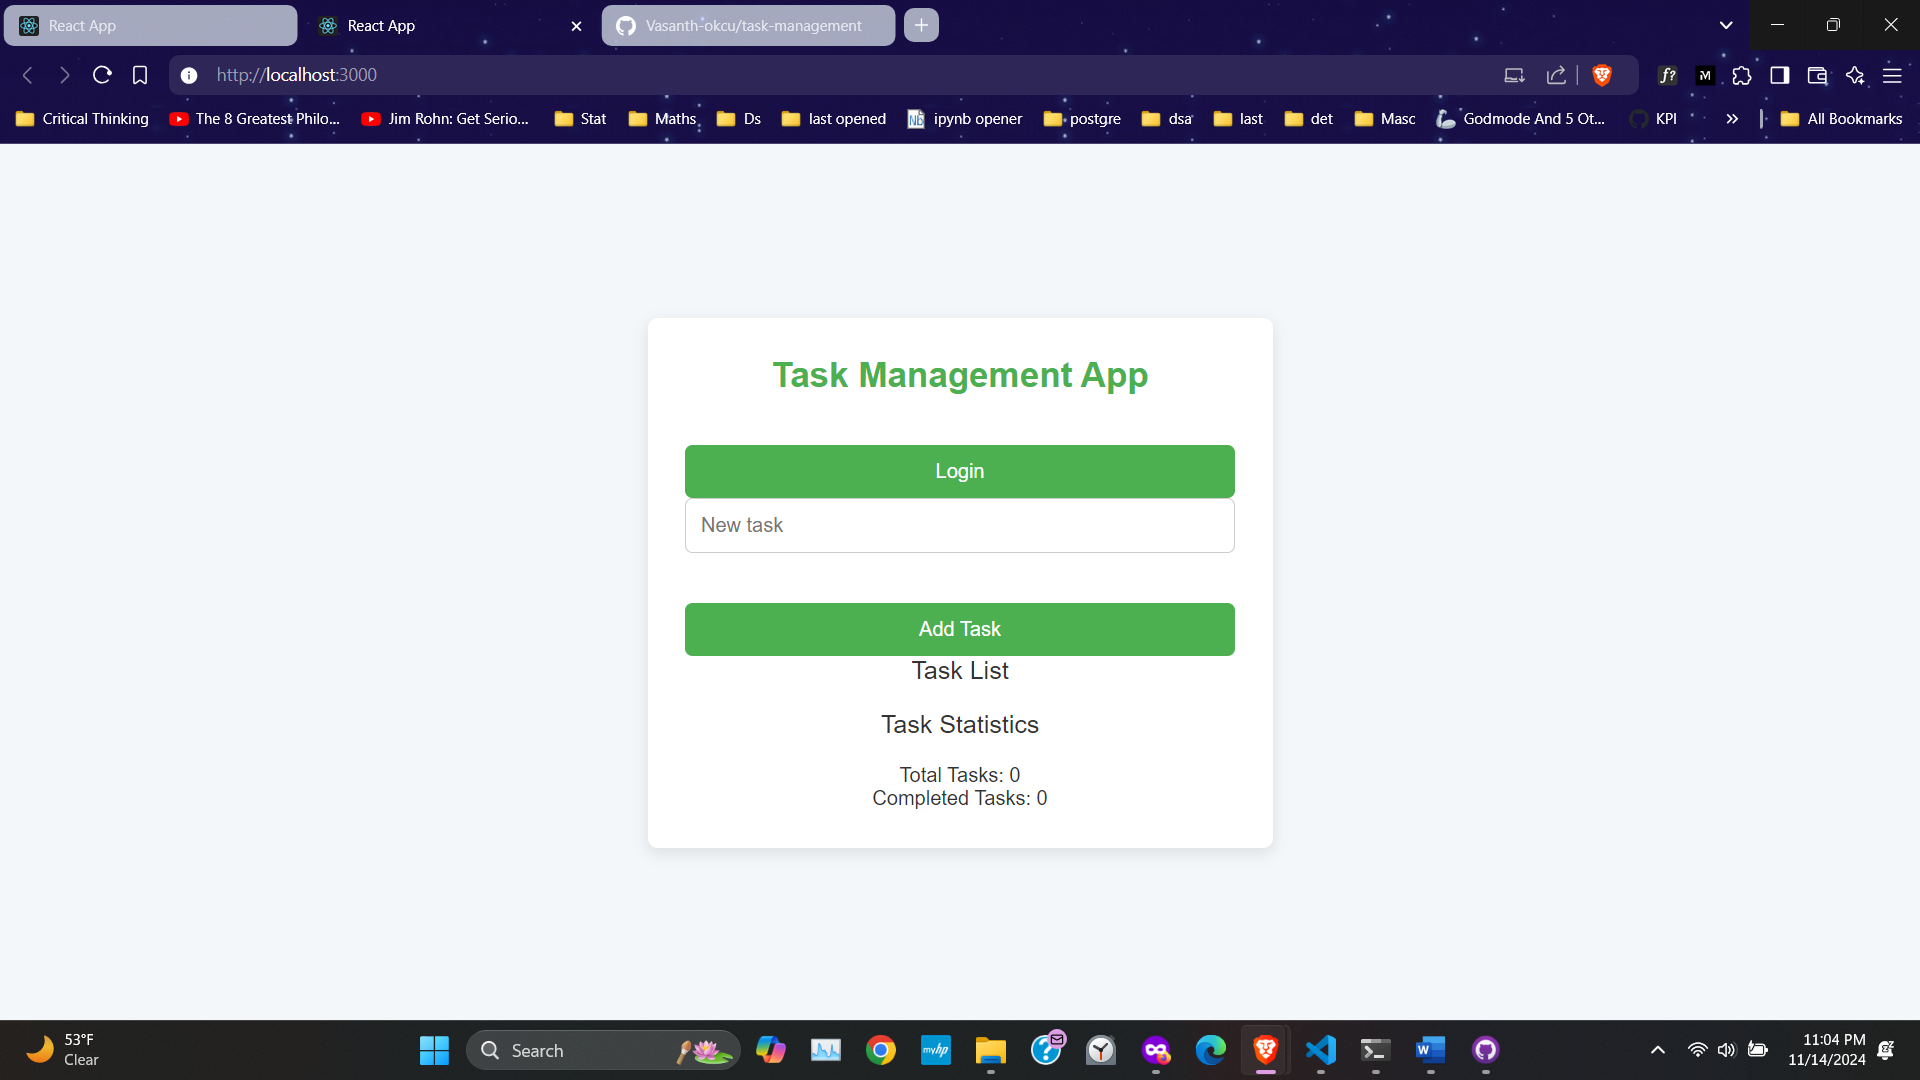 React App
React App
Vasanth-okcu/task-management
http://localhost:3000
f?
M
Critical Thinking
The 8 Greatest Philo...
Jim Rohn: Get Serio...
Stat
Maths
Ds
last opened
ipynb opener
postgre
dsa
last
det
Masc
Godmode And 5 Ot...
KPI
All Bookmarks
Task Management App
Login
New task
Add Task
Task List
Task Statistics
Total Tasks: 0
Completed Tasks: 0
53°F
Clear
Search
myhp
11:04 PM
11/14/2024